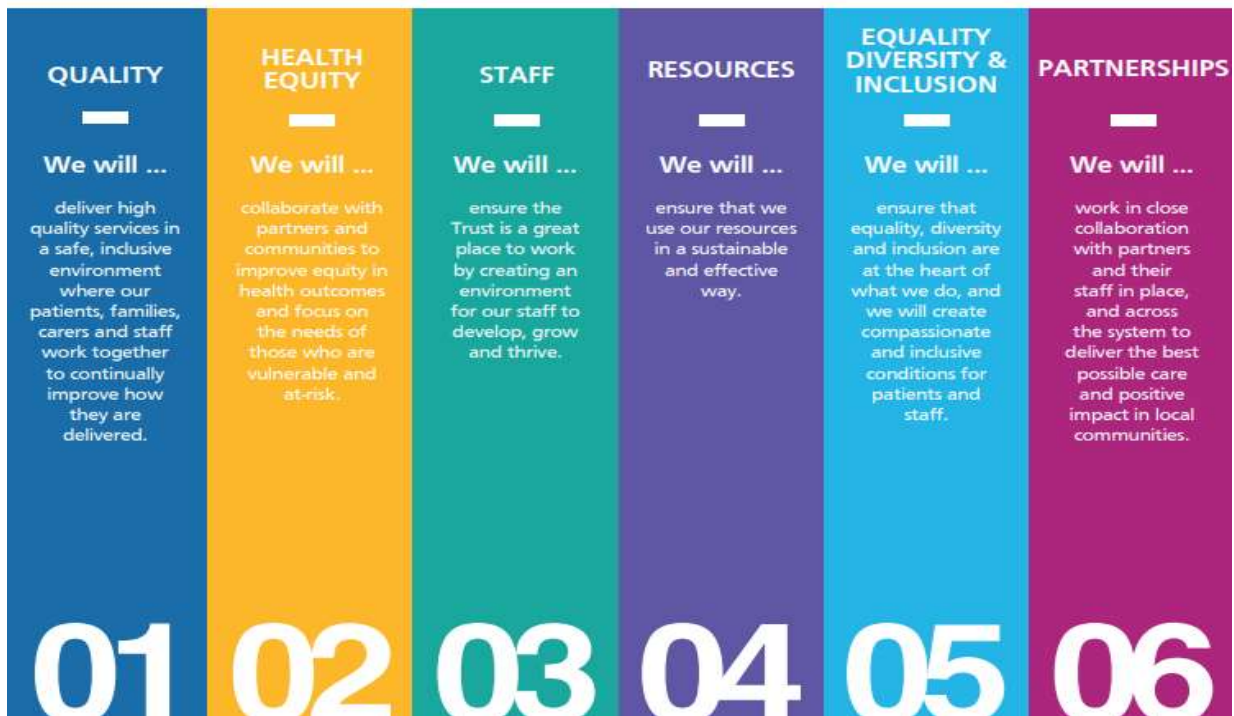 QUALITY
We will ...
deliver high
quality services in
a safe, inclusive
environment
where our
patients, families,
carers and staff
work together
to continually
improve how
they are
delivered.
01
HEALTH
EQUITY
We will ...
collaborate with
partners and
communities to
improve equity in
health outcomes
and focus on
the needs of
those who are
vulnerable and
at-risk.
02
STAFF
We will ...
ensure the
Trust is a great
place to work
by creating an
environment
for our staff to
develop, grow
and thrive.
03
RESOURCES
We will ...
ensure that we
use our resources
in a sustainable
and effective
way.
04
EQUALITY
DIVERSITY &
INCLUSION
We will ...
ensure that
equality, diversity
and inclusion are
at the heart of
what we do, and
we will create
compassionate
and inclusive
conditions for
patients and
staff.
05
PARTNERSHIPS
We will ...
work in close
collaboration
with partners
and their
staff in place,
and across
the system to
deliver the best
possible care
and positive
impact in local
communities.
06